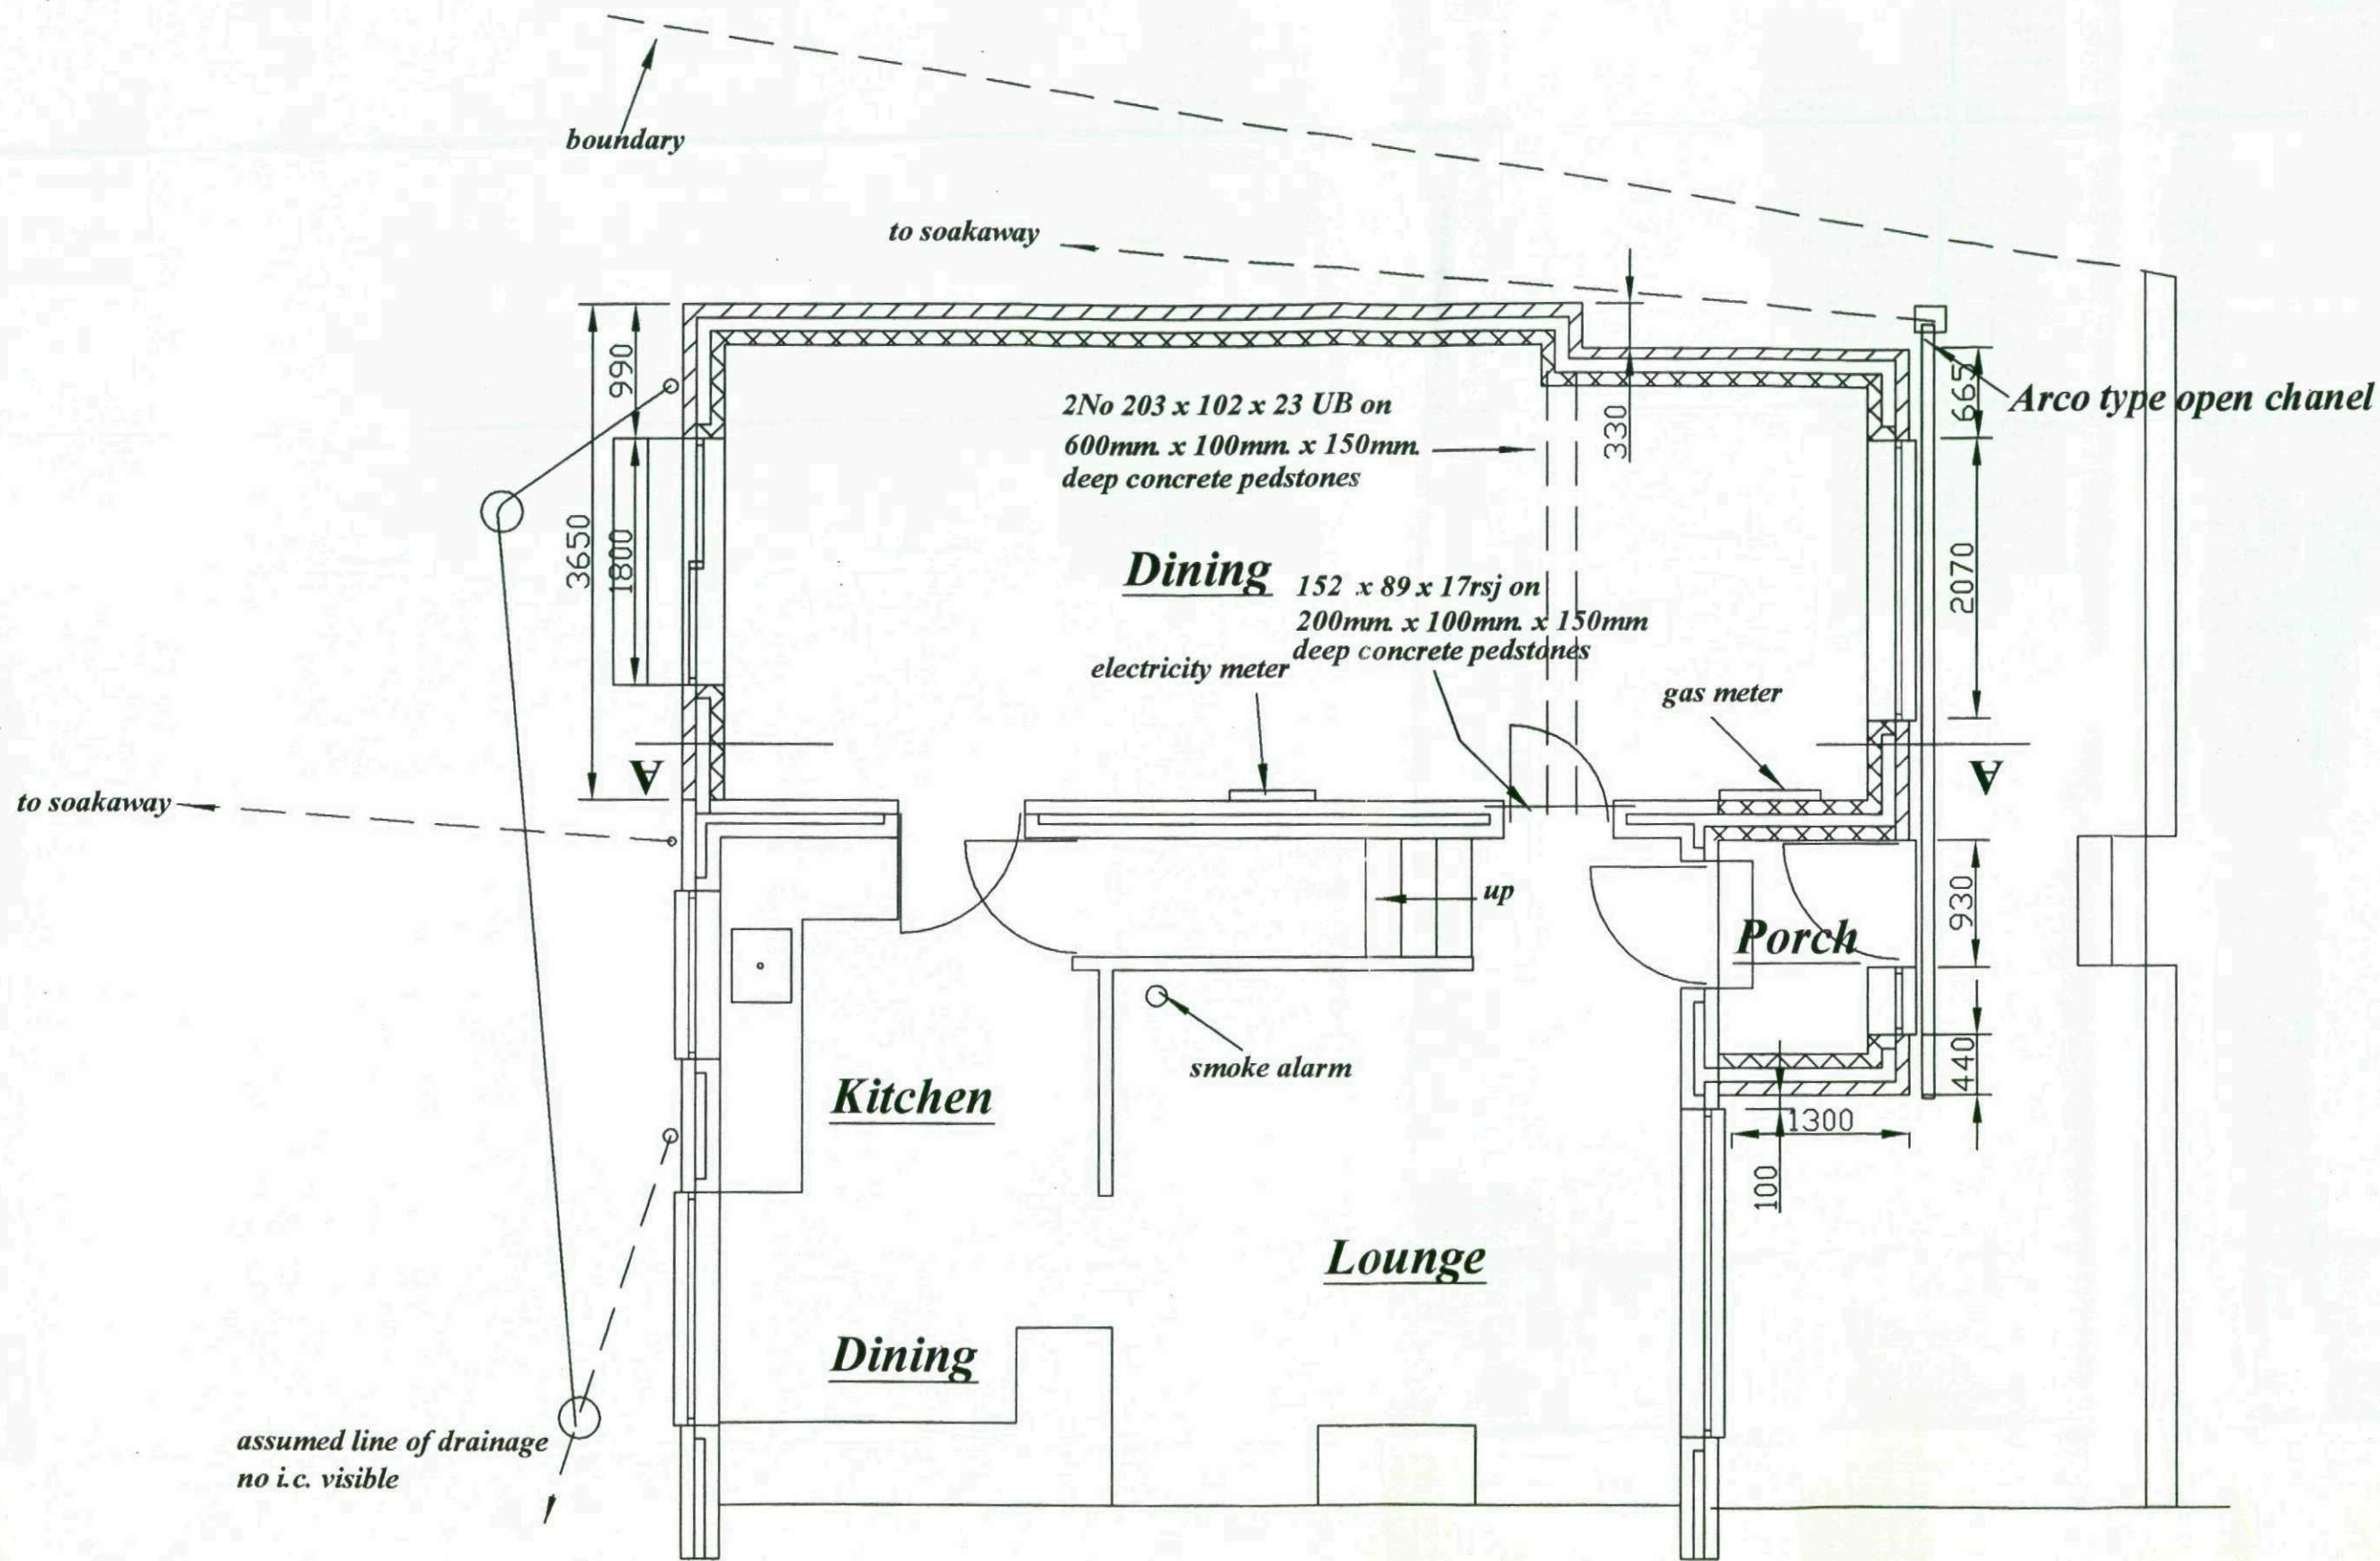 boundary
to soakaway
990
3650
1800
330
665
2070
Arco type open chanel
2No 203 x 102 x 23 UB on
600mm. x 100mm. x 150mm.
deep concrete pedstones
Dining
152 x 89 x 17rsj on
200mm. x 100mm. x 150mm
deep concrete pedstones
electricity meter
gas meter
A
A
to soakaway
up
Porch
930
smoke alarm
Kitchen
440
1300
100
Lounge
Dining
assumed line of drainage
no i.c. visible